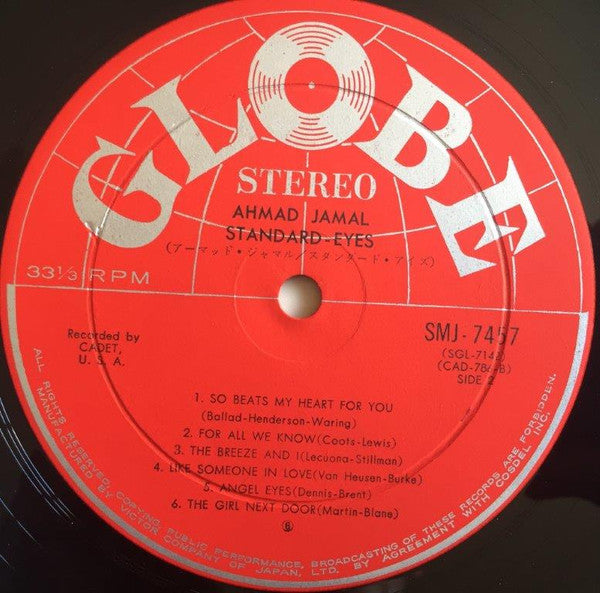 GLOBE
STEREO
AHMAD JAMAL
STANDARD-EYES
(アーマッド・ジャマル/スタンダード・アイズ)
33⅓ RPM
Recorded by
CADET,
U. S. A.
SMJ-7457
(SGL-7142)
(CAD-786-B)
SIDE 2
1. SO BEATS MY HEART FOR YOU
(Ballad-Henderson-Waring)
2. FOR ALL WE KNOW(Coots-Lewis)
3. THE BREEZE AND I(Lecuona-Stillman)
4. LIKE SOMEONE IN LOVE(Van Heusen-Burke)
5. ANGEL EYES(Dennis-Brent)
6. THE GIRL NEXT DOOR(Martin-Blane)
ALL RIGHTS RESERVED, COPYING, PUBLIC PERFORMANCE, BROADCASTING OF THESE RECORDS ARE FORBIDDEN.
MANUFACTURED BY VICTOR COMPANY OF JAPAN, LTD. BY AGREEMENT WITH GOSDEL INC.